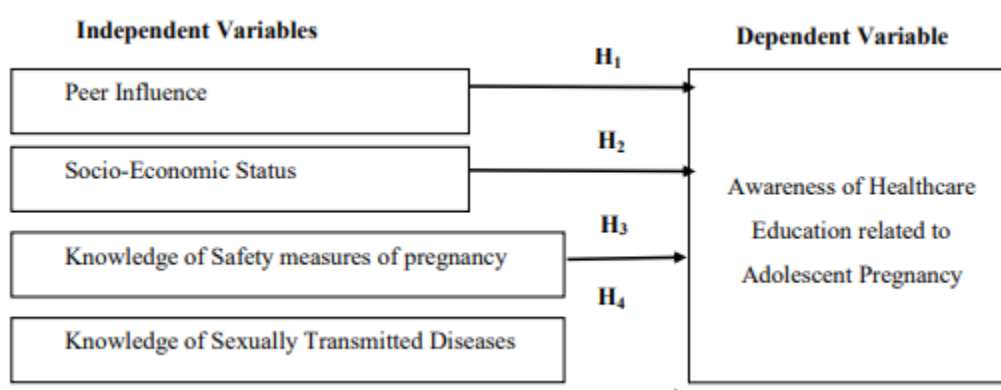 Independent Variables
Dependent Variable
H1
Peer Influence
H2
Socio-Economic Status
Awareness of Healthcare
Education related to
Adolescent Pregnancy
H3
Knowledge of Safety measures of pregnancy
H4
Knowledge of Sexually Transmitted Diseases